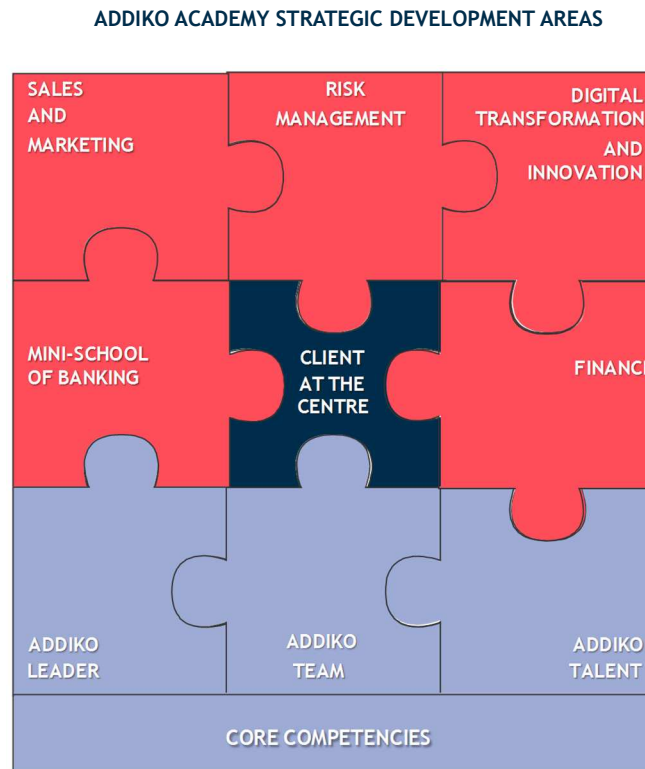 ADDIKO ACADEMY STRATEGIC DEVELOPMENT AREAS
SALES
AND
MARKETING
RISK
MANAGEMENT
DIGITAL
TRANSFORMATION
AND
INNOVATION
MINI-SCHOOL
OF BANKING
CLIENT
AT THE
CENTRE
FINANC
ADDIKO
LEADER
ADDIKO
TEAM
ADDIKO
TALENT
CORE COMPETENCIES